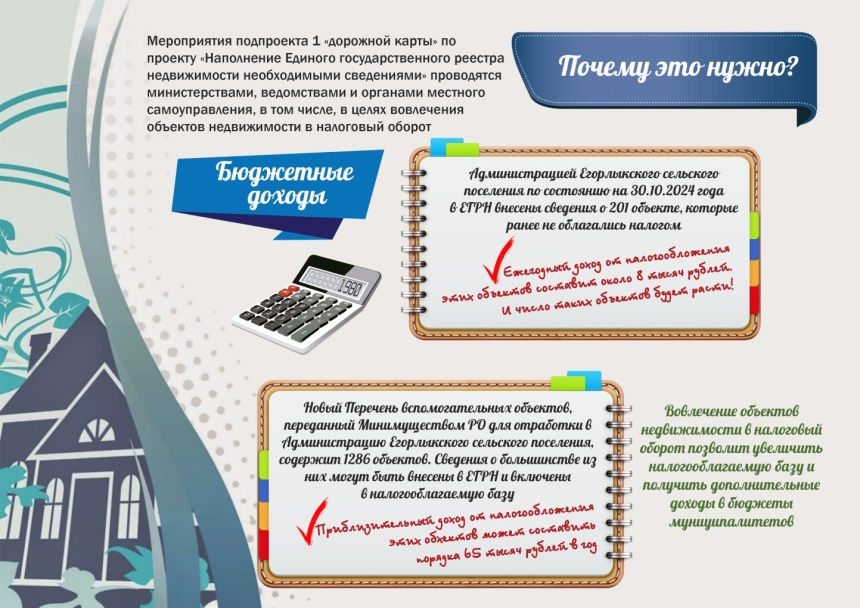 Мероприятия подпроекта 1 «дорожной карты» по
проекту «Наполнение Единого государственного реестра
недвижимости необходимыми сведениями» проводятся
министерствами, ведомствами и органами местного
самоуправления, в том числе, в целях вовлечения
объектов недвижимости в налоговый оборот
Почему это нужно?
Бюджетные
доходы
1,980
Администрацией Егорлыкского сельского
поселения по состоянию на 30.10.2024 года
в ЕГРН внесены сведения о 201 объекте, которые
ранее не облагались налогом
Ежегодный доход от налогообложения
этих объектов составит около 8 тысяч рублей.
И число таких объектов будет расти!
Новый Перечень вспомогательных объектов,
переданный Минимуществом РО для отработки в
Администрацию Егорлыкского сельского поселения,
содержит 1286 объектов. Сведения о большинстве из
них могут быть внесены в ЕГРН и включены
в налогооблагаемую базу
Приблизительный доход от налогообложения
этих объектов может составить
порядка 65 тысяч рублей в год
Вовлечение объектов
недвижимости в налоговый
оборот позволит увеличить
налогооблагаемую базу и
получить дополнительные
доходы в бюджеты
муниципалитетов